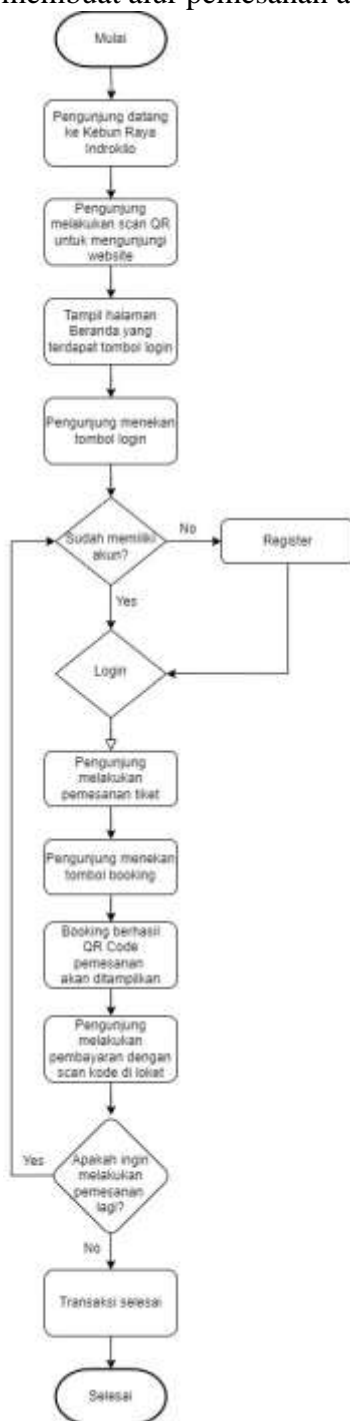 membuat alur pemesanan a
Mulai
Pengunjung datang
ke Kebun Raya
Indrokilo
Pengunjung
melakukan scan QR
untuk mengunjungi
website
Tampil halaman
Beranda yang
terdapat tombol login
Pengunjung menekan
tombol login
Sudah memiliki
akun?
No
Register
Yes
Login
Pengunjung
melakukan
pemesanan tiket
Pengunjung menekan
tombol booking
Booking berhasil
QR Code
pemesanan
akan ditampilkan
Pengunjung
melakukan
pembayaran dengan
scan kode di loket
Yes
Apakah ingin
melakukan
pemesanan
lagi?
No
Transaksi selesai
Selesai